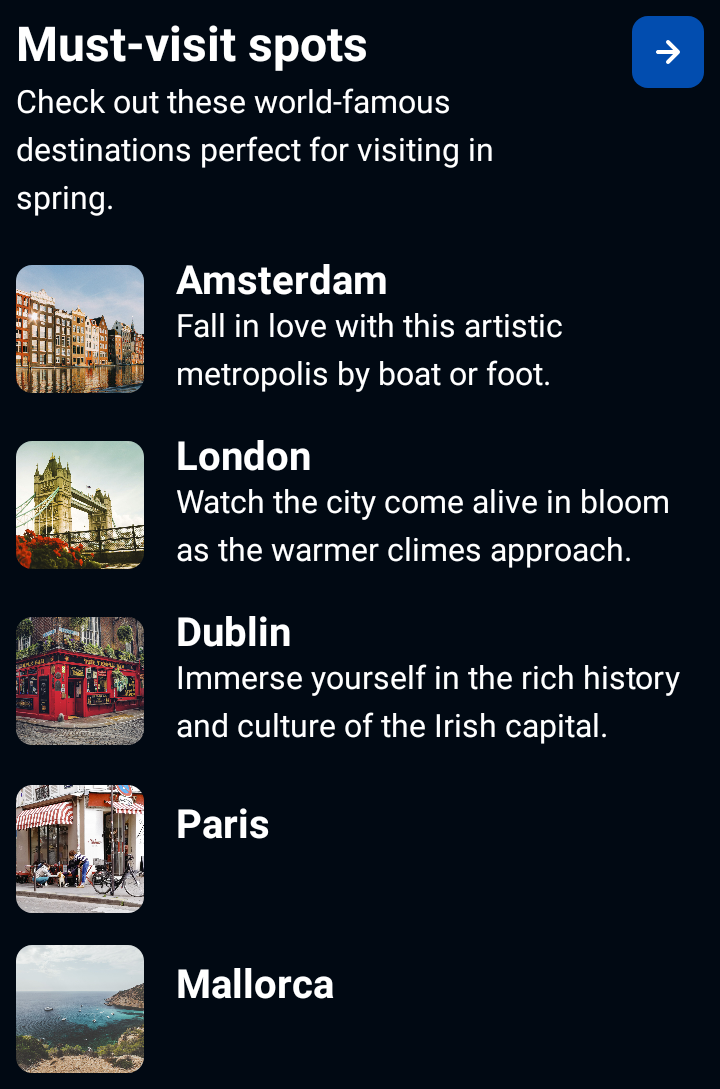 Must-visit spots
Check out these world-famous
destinations perfect for visiting in
spring.
Amsterdam
Fall in love with this artistic
metropolis by boat or foot.
London
Watch the city come alive in bloom
as the warmer climes approach.
Dublin
Immerse yourself in the rich history
and culture of the Irish capital.
Paris
Mallorca